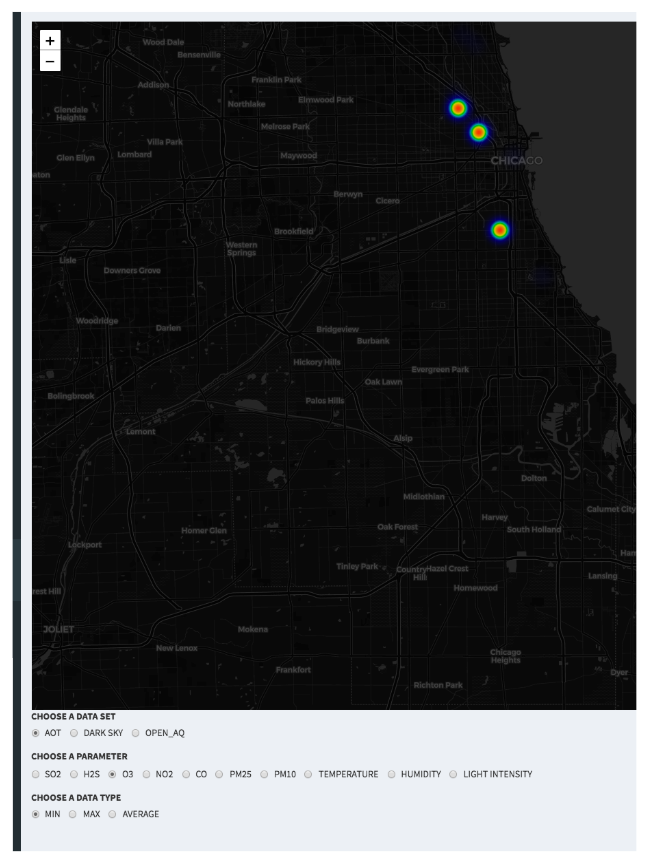 +
Wood Dale
−
Bensenville
Franklin Park
Addison
Elmwood Park
Northlake
Glendale
Heights
Melrose Park
Villa Park
Glen Ellyn
Lombard
Maywood
CHICAGO
aton
Berwyn
Cicero
Brookfield
Western
Springs
Lisle
Downers Grove
Woodridge
Darien
Bridgeview
Burbank
Hickory Hills
Evergreen Park
Oak Lawn
Bolingbrook
Palos Hills
Lemont
Alsip
Dolton
Midlothian
Calumet City
Harvey
South Holland
Oak Forest
Homer Glen
Lockport
Han
Tinley Park
Country
Hill
Hazel Crest
Lansing
Homewood
rest Hill
JOLIET
Mokena
New Lenox
Chicago
Heights
Frankfort
Dyer
Richton Park
CHOOSE A DATA SET
AOT DARK SKY OPEN_AQ
CHOOSE A PARAMETER
SO2 H2S O3 NO2 CO PM25 PM10 TEMPERATURE HUMIDITY LIGHT INTENSITY
CHOOSE A DATA TYPE
MIN MAX AVERAGE